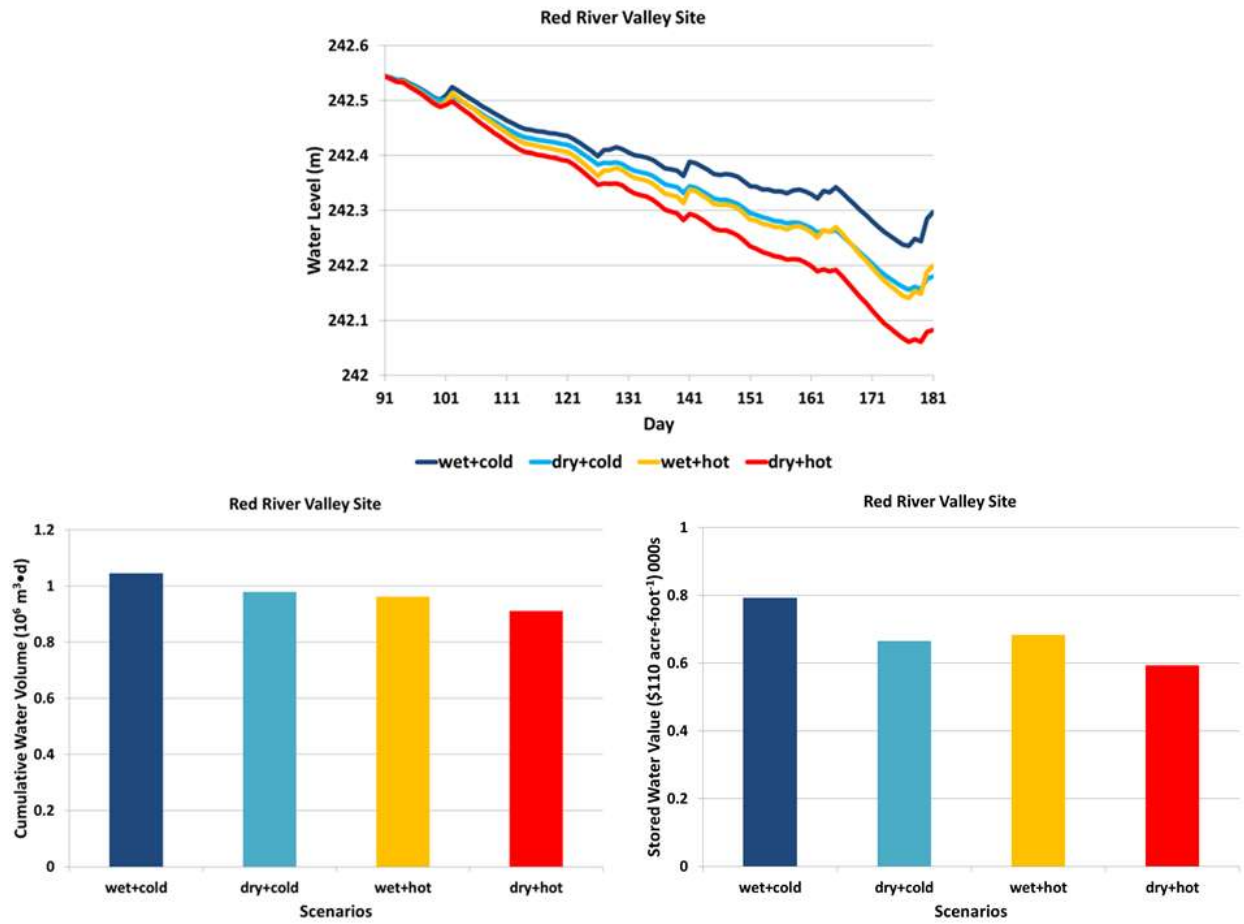 Red River Valley Site
Water Level (m)
242.6
242.5
242.4
242.3
242.2
242.1
242
91 101 111 121 131 141 151 161 171 181
Day
wet+cold dry+cold wet+hot dry+hot
Red River Valley Site
Cumulative Water Volume (10⁶ m³•d)
1.2
1
0.8
0.6
0.4
0.2
0
wet+cold dry+cold wet+hot dry+hot
Scenarios
Red River Valley Site
Stored Water Value ($110 acre-foot⁻¹) 000s
1
0.8
0.6
0.4
0.2
0
wet+cold dry+cold wet+hot dry+hot
Scenarios